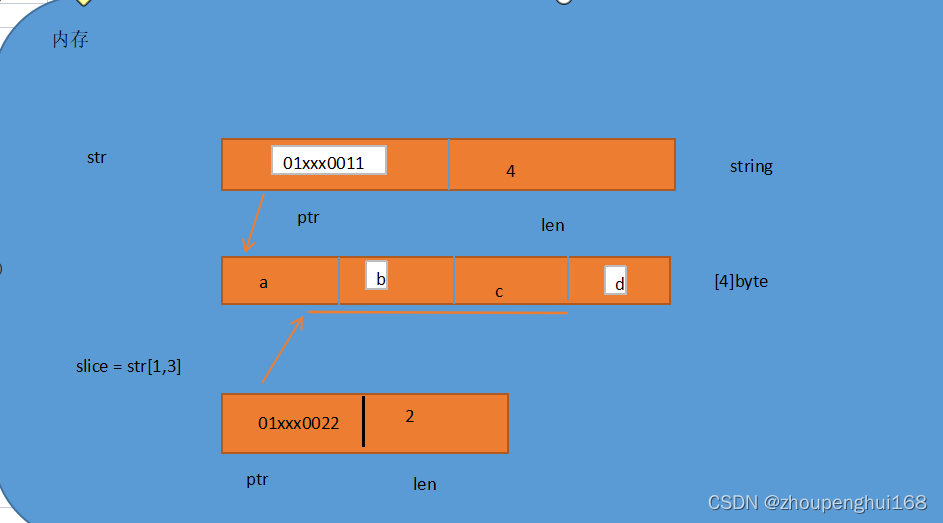 内存
str
01xxx0011
4
string
ptr
len
a
b
c
d
[4]byte
slice = str[1,3]
01xxx0022
2
ptr
len
CSDN @zhoupenghui168